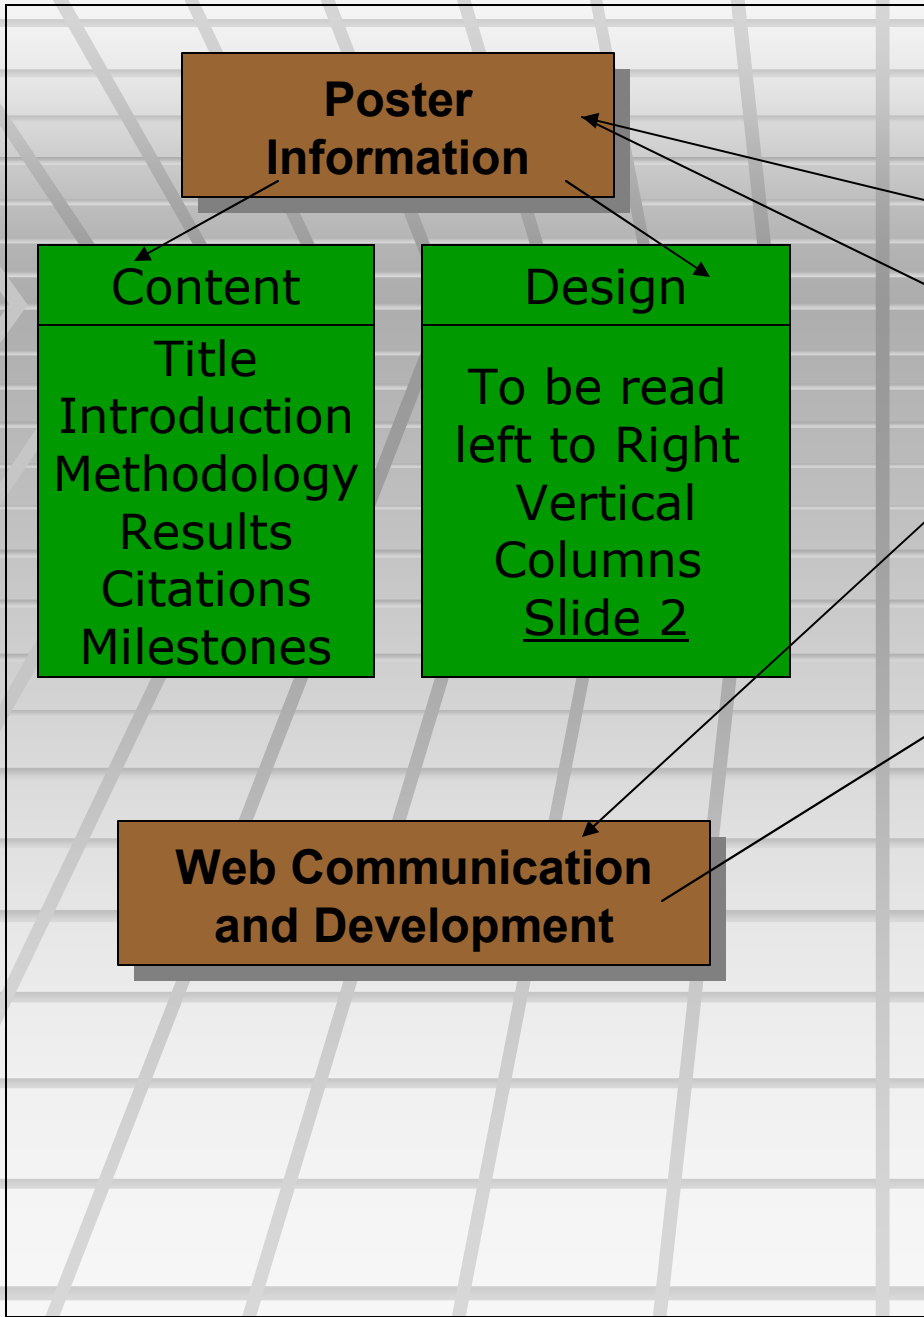 Poster
Information
Content
Title
Introduction
Methodology
Results
Citations
Milestones
Design
To be read
left to Right
Vertical
Columns
Slide 2
Web Communication
and Development